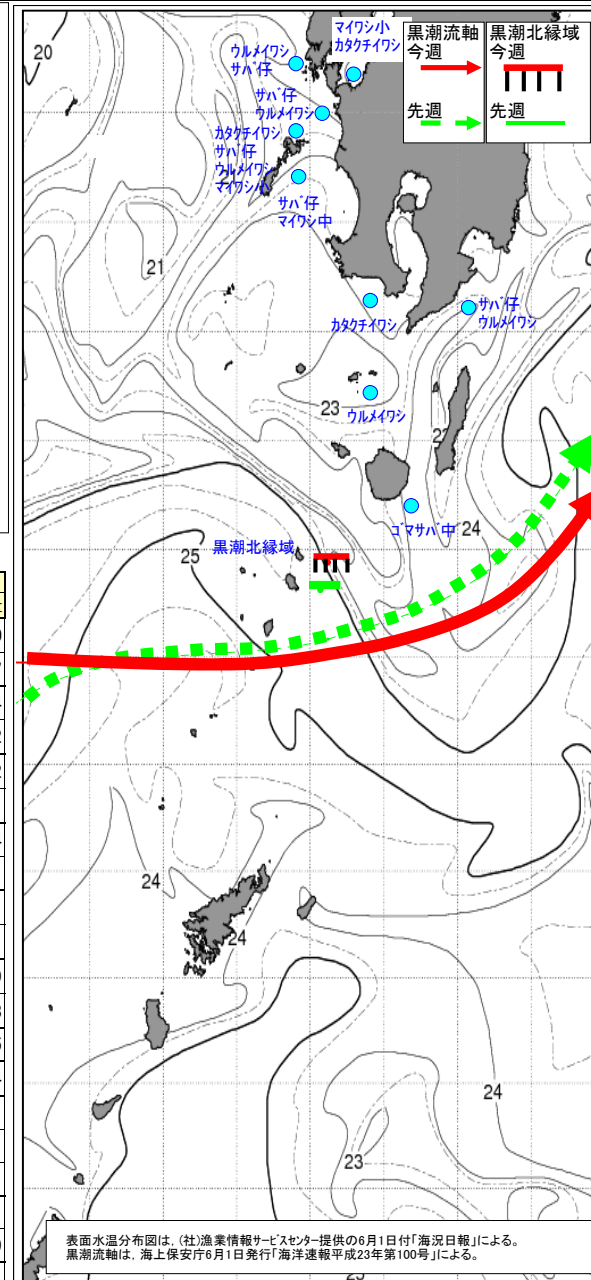 20
ウルメイワシ
サバ仔
マイワシ小
カタクチイワシ
黒潮流軸
今週
先週
黒潮北縁域
今週
先週
サバ仔
ウルメイワシ
カタクチイワシ
サバ仔
ウルメイワシ
マイワシ小
サバ仔
マイワシ中
21
カタクチイワシ
サバ仔
ウルメイワシ
23
ウルメイワシ
ゴマサバ中
24
25
黒潮北縁域
24
24
24
23
表面水温分布図は，(社)漁業情報サービスセンター提供の6月1日付「海況日報」による。
黒潮流軸は，海上保安庁6月1日発行「海洋速報平成23年第100号」による。